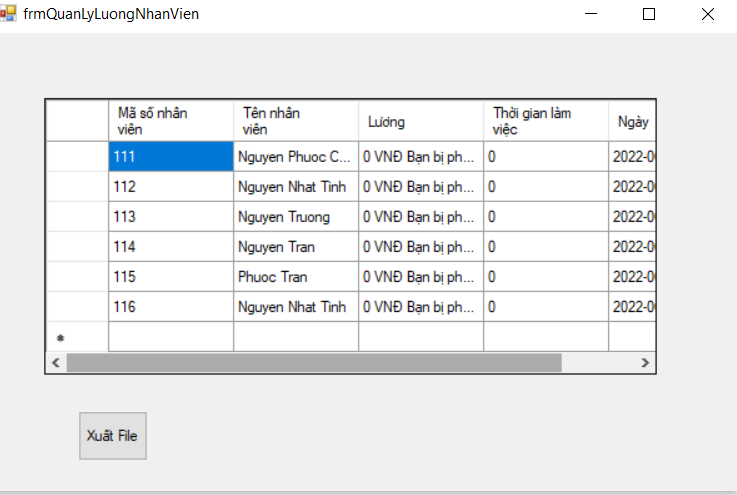 frmQuanLyLuongNhanVien
Mã số nhân viên Tên nhân viên Lương Thời gian làm việc Ngày
111 Nguyen Phuoc C... 0 VNĐ Bạn bị ph... 0 2022-0
112 Nguyen Nhat Tinh 0 VNĐ Bạn bị ph... 0 2022-0
113 Nguyen Truong 0 VNĐ Bạn bị ph... 0 2022-0
114 Nguyen Tran 0 VNĐ Bạn bị ph... 0 2022-0
115 Phuoc Tran 0 VNĐ Bạn bị ph... 0 2022-0
116 Nguyen Nhat Tinh 0 VNĐ Bạn bị ph... 0 2022-0
Xuất File